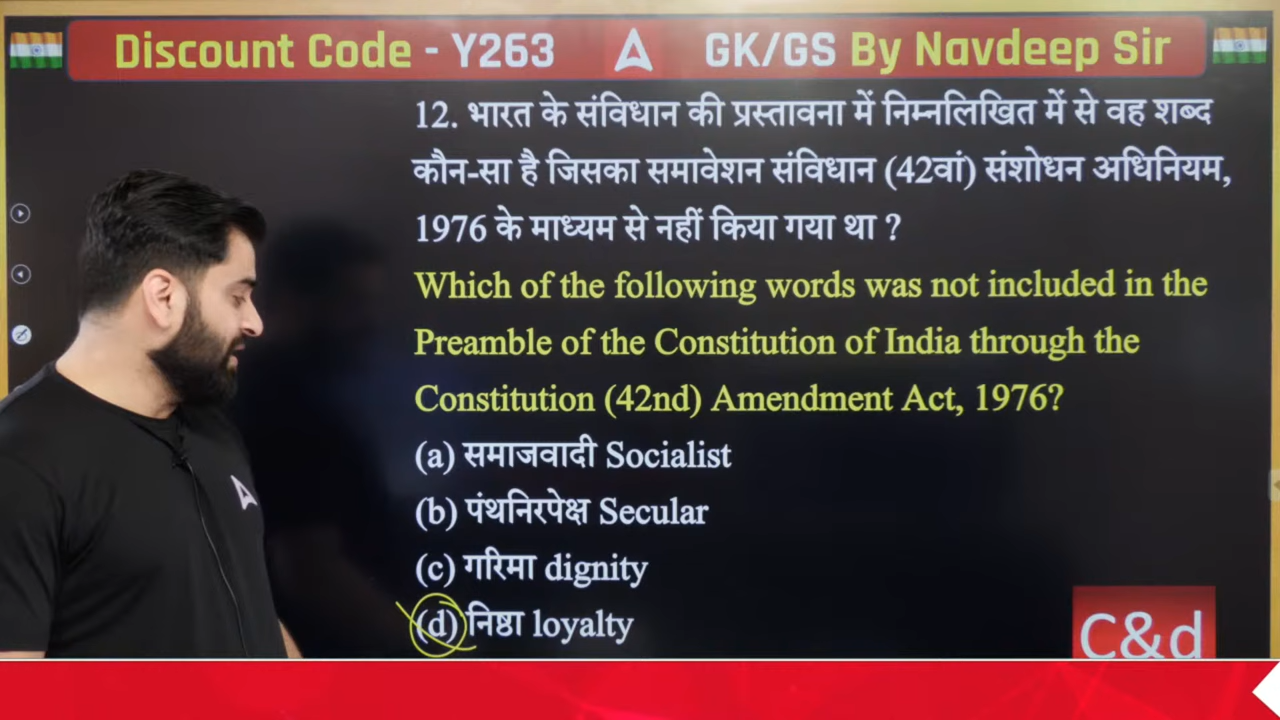 Discount Code - Y263 GK/GS By Navdeep Sir
12. भारत के संविधान की प्रस्तावना में निम्नलिखित में से वह शब्द
कौन-सा है जिसका समावेशन संविधान (42वां) संशोधन अधिनियम,
1976 के माध्यम से नहीं किया गया था ?
Which of the following words was not included in the
Preamble of the Constitution of India through the
Constitution (42nd) Amendment Act, 1976?
(a) समाजवादी Socialist
(b) पंथनिरपेक्ष Secular
(c) गरिमा dignity
(d) निष्ठा loyalty
C&d